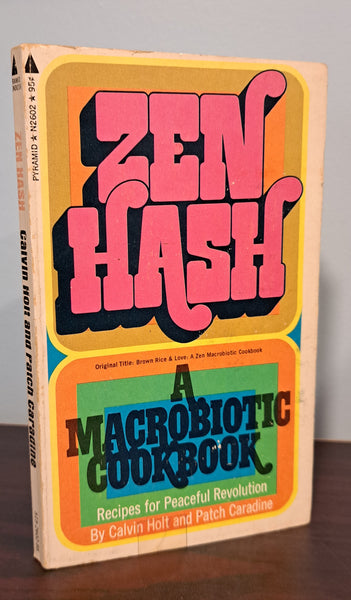 ZEN
HASH
Original Title: Brown Rice & Love: A Zen Macrobiotic Cookbook
A
MACROBIOTIC
COOKBOOK
Recipes for Peaceful Revolution
By Calvin Holt and Patch Caradine
PYRAMID ★ N2602 ★ 95¢
ZEN HASH
Calvin Holt and Patch Caradine